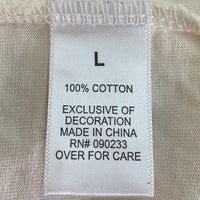 L
100% COTTON
EXCLUSIVE OF
DECORATION
MADE IN CHINA
RN# 090233
OVER FOR CARE